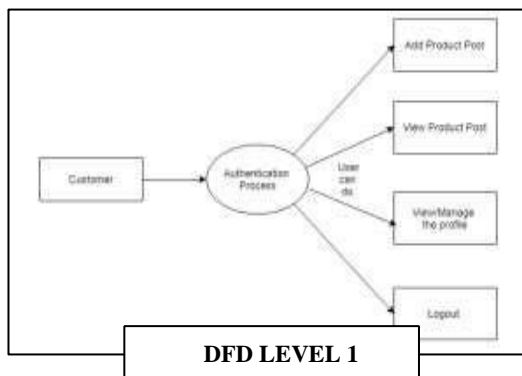 Add Product Post
View Product Post
Customer
Authentication
Process
User
can
do
View/Manage
the profile
Logout
DFD LEVEL 1